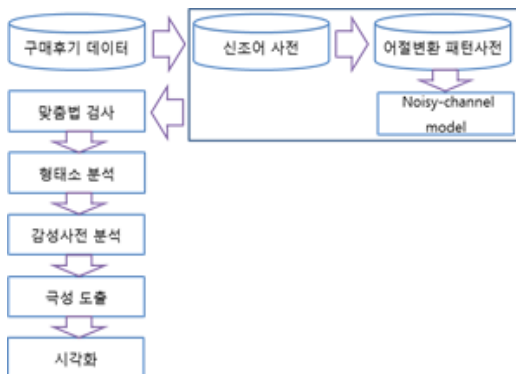 구매후기 데이터
신조어 사전
어절변환 패턴사전
Noisy-channel
model
맞춤법 검사
형태소 분석
감성사전 분석
극성 도출
시각화